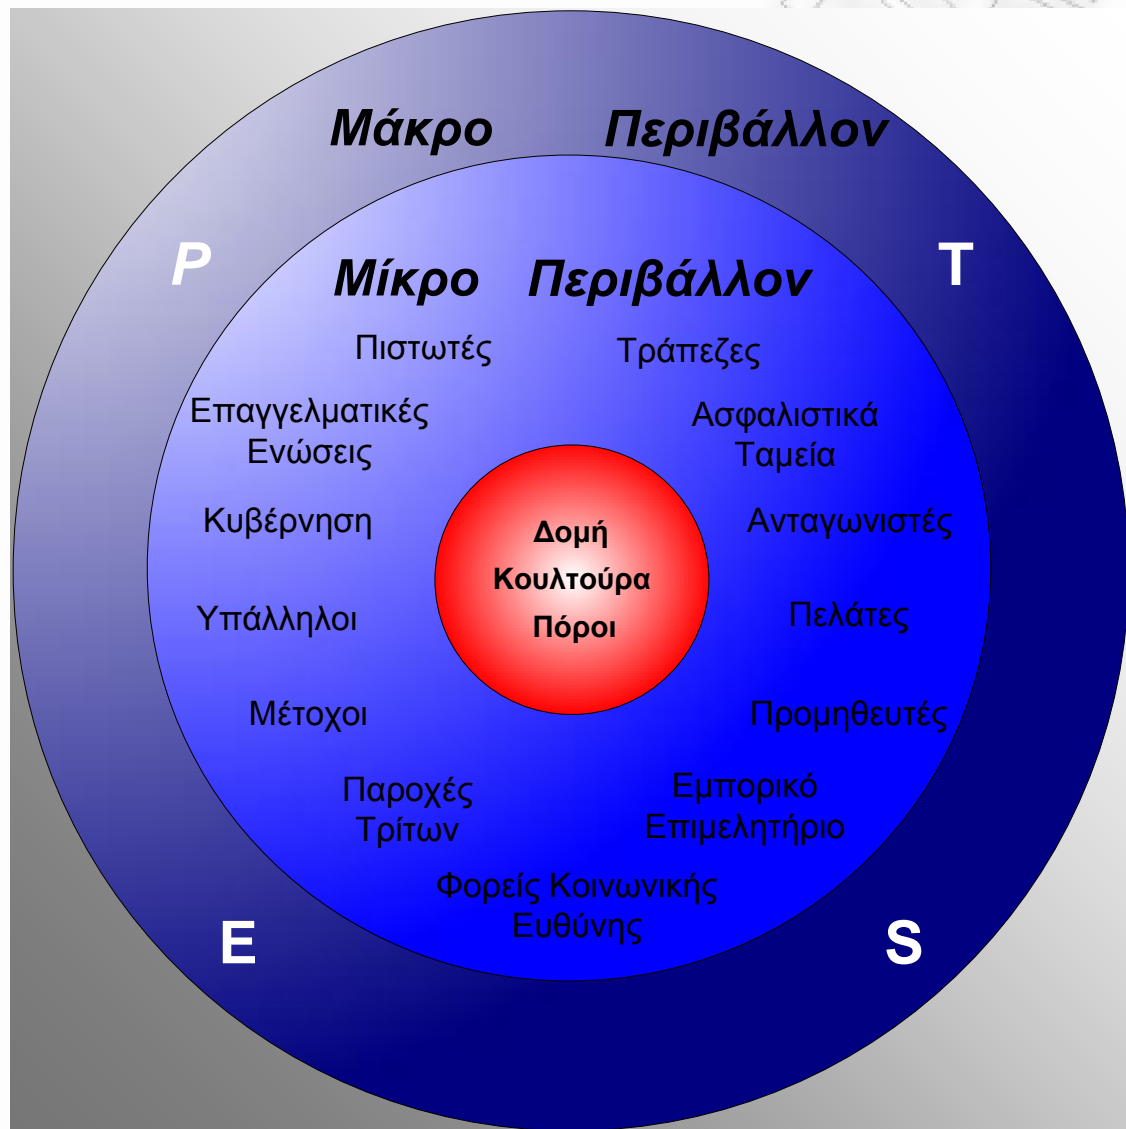 Μάκρο Περιβάλλον
P T
Μίκρο Περιβάλλον
Πιστωτές Τράπεζες
Επαγγελματικές
Ενώσεις
Ασφαλιστικά
Ταμεία
Κυβέρνηση
Ανταγωνιστές
Δομή
Κουλτούρα
Πόροι
Υπάλληλοι
Πελάτες
Μέτοχοι
Προμηθευτές
Παροχές
Τρίτων
Εμπορικό
Επιμελητήριο
Φορείς Κοινωνικής
Ευθύνης
E S